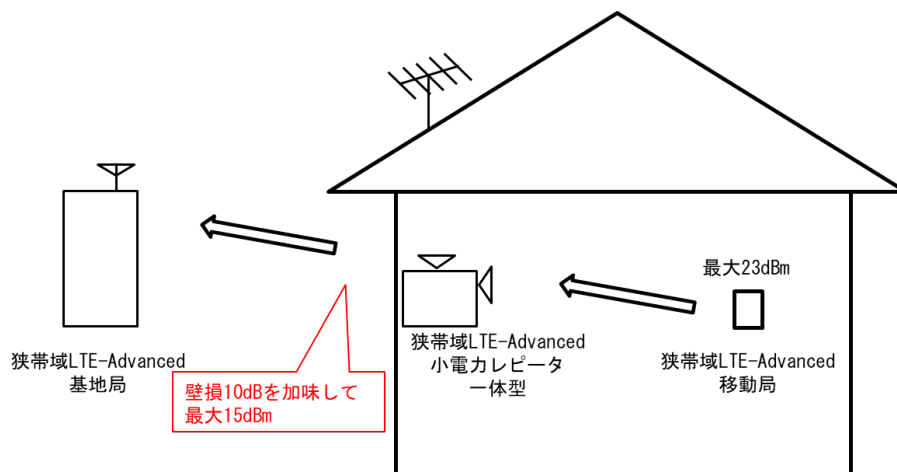 最大23dBm
狭帯域LTE-Advanced
基地局
壁損10dBを加味して
最大15dBm
狭帯域LTE-Advanced
小電力レピータ
一体型
狭帯域LTE-Advanced
移動局